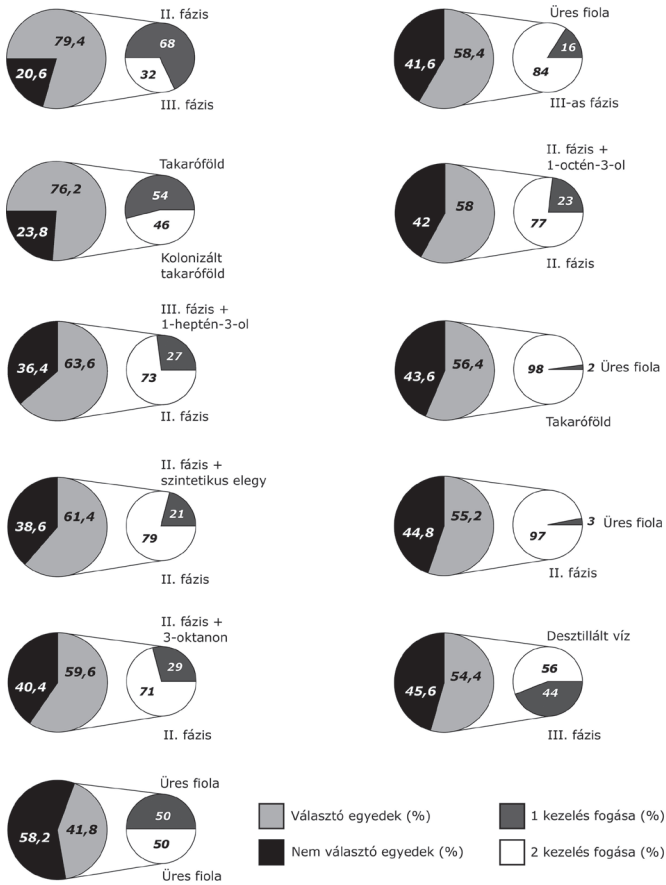 II. fázis
79,4
68
20,6
32
III. fázis
Üres fiola
58,4
16
41,6
84
III-as fázis
Takaróföld
76,2
54
23,8
46
Kolonizált
takaróföld
II. fázis +
1-octén-3-ol
58
23
42
77
II. fázis
III. fázis +
1-heptén-3-ol
36,4
63,6
27
73
II. fázis
56,4
98
2 Üres fiola
43,6
Takaróföld
II. fázis +
szintetikus elegy
38,6
61,4
21
79
II. fázis
55,2
3 Üres fiola
44,8
97
II. fázis
II. fázis +
3-oktanon
59,6
29
40,4
71
II. fázis
Desztillált víz
54,4
56
45,6
44
III. fázis
Üres fiola
58,2
41,8
50
50
Üres fiola
Választó egyedek (%)
1 kezelés fogása (%)
Nem választó egyedek (%)
2 kezelés fogása (%)